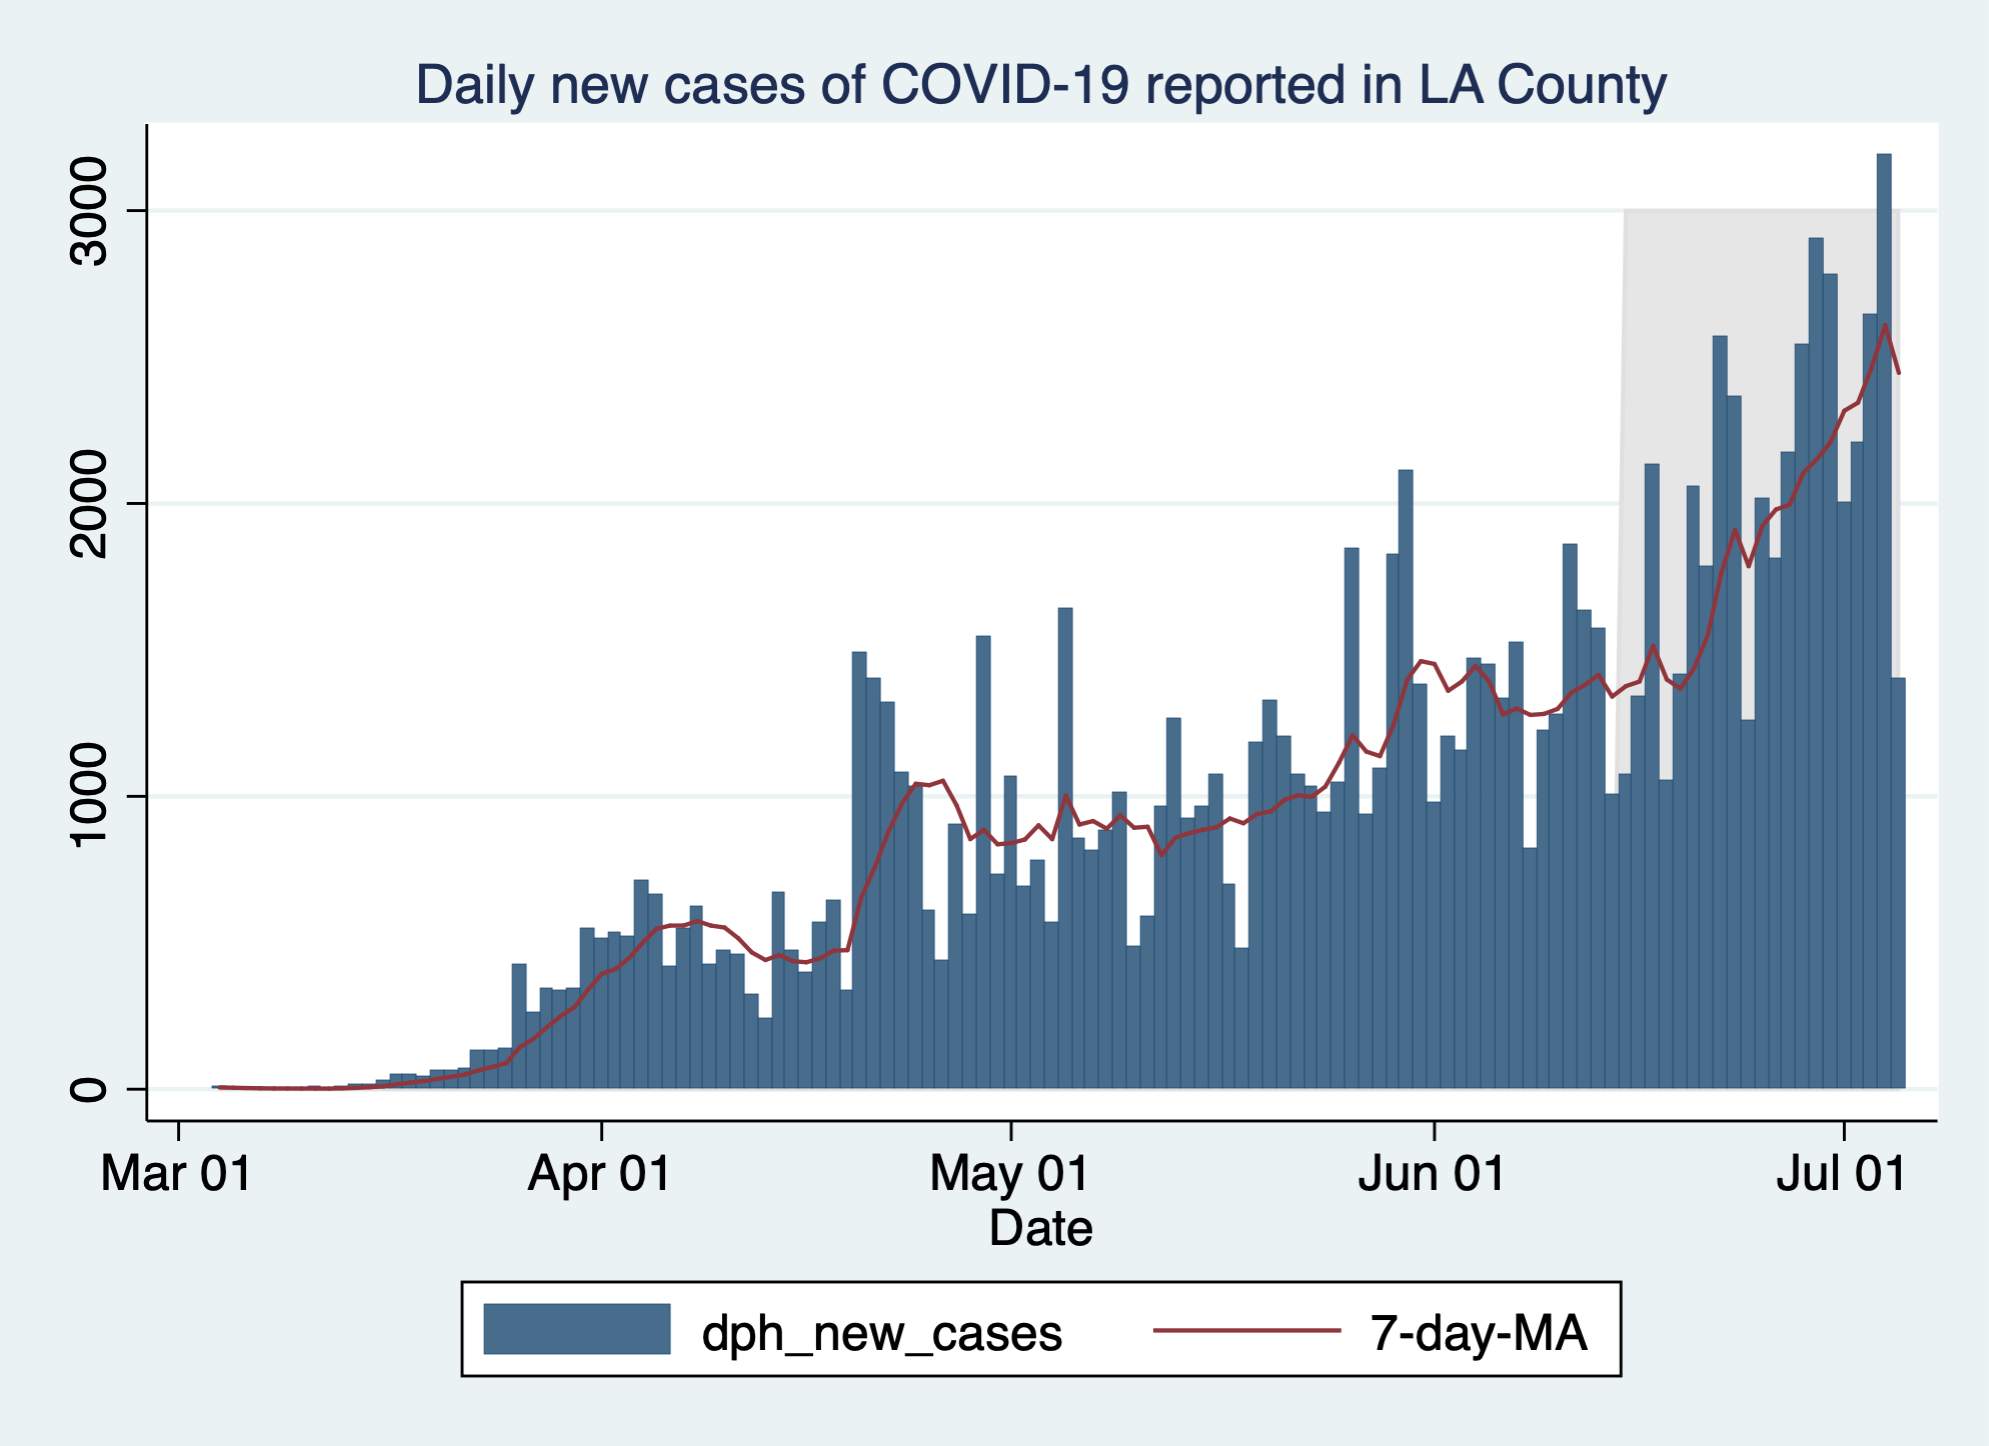 Daily new cases of COVID-19 reported in LA County
3000
2000
1000
0
Mar 01 Apr 01 May 01 Jun 01 Jul 01
Date
dph_new_cases 7-day-MA